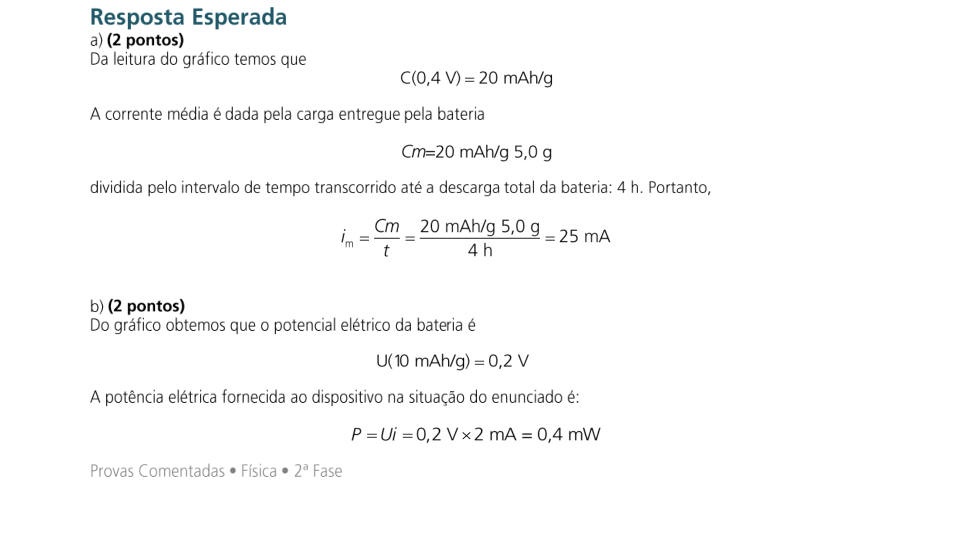 Resposta Esperada
a) (2 pontos)
Da leitura do gráfico temos que
C(0,4 V) = 20 mAh/g
A corrente média é dada pela carga entregue pela bateria
Cm=20 mAh/g 5,0 g
dividida pelo intervalo de tempo transcorrido até a descarga total da bateria: 4 h. Portanto,
i_m = Cm/t = 20 mAh/g 5,0 g/4 h = 25 mA
b) (2 pontos)
Do gráfico obtemos que o potencial elétrico da bateria é
U(10 mAh/g) = 0,2 V
A potência elétrica fornecida ao dispositivo na situação do enunciado é:
P = Ui = 0,2 V × 2 mA = 0,4 mW
Provas Comentadas • Física • 2ª Fase